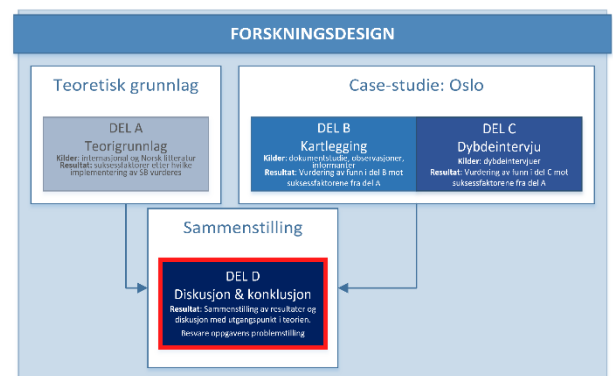 FORSKNINGSDESIGN
Teoretisk grunnlag
DEL A
Teorigrunnlag
Kilder: internasjonal og Norsk litteratur
Resultat: suksessfaktorer etter hvilke
implementering av SB vurderes
Case-studie: Oslo
DEL B
Kartlegging
Kilder: dokumentstudie, observasjoner,
informanter
Resultat: Vurdering av funn i del B mot
suksessfaktorene fra del A
DEL C
Dybdeintervju
Kilder: dybdeintervjuer
Resultat: Vurdering av funn i del C mot
suksessfaktorene fra del A
Sammenstilling
DEL D
Diskusjon & konklusjon
Resultat: Sammenstilling av resultater og
diskusjon med utgangspunkt i teorien.
Besvare oppgavens problemstilling